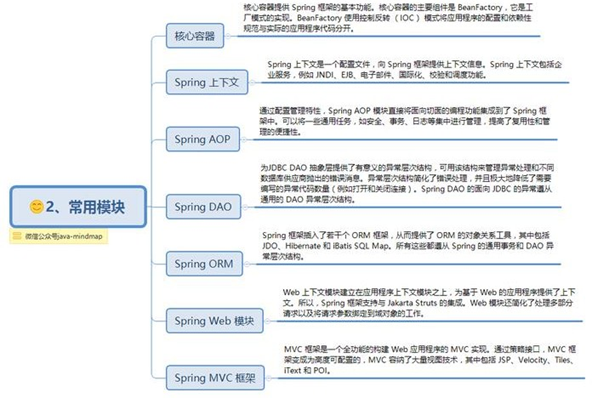 核心容器提供 Spring 框架的基本功能。核心容器的主要组件是 BeanFactory，它是工
厂模式的实现。BeanFactory 使用控制反转（IOC）模式将应用程序的配置和依赖性
规范与实际的应用程序代码分开。
核心容器
Spring 上下文是一个配置文件，向 Spring 框架提供上下文信息。Spring 上下文包括企
业服务，例如 JNDI、EJB、电子邮件、国际化、校验和调度功能。
Spring 上下文
通过配置管理特性，Spring AOP 模块直接将面向切面的编程功能集成到了 Spring 框
架中。可以将一些通用任务，如安全、事务、日志等集中进行管理，提高了复用性和管
理的便捷性。
Spring AOP
为JDBC DAO 抽象层提供了有意义的异常层次结构，可用该结构来管理异常处理和不同
数据库供应商抛出的错误消息。异常层次结构简化了错误处理，并且极大地降低了需要
编写的异常代码数量（例如打开和关闭连接）。Spring DAO 的面向 JDBC 的异常遵从
通用的 DAO 异常层次结构。
Spring DAO
😊2、常用模块
微信公众号java-mindmap
Spring 框架插入了若干个 ORM 框架，从而提供了 ORM 的对象关系工具，其中包括
JDO、Hibernate 和 iBatis SQL Map。所有这些都遵从 Spring 的通用事务和 DAO 异
常层次结构。
Spring ORM
Web 上下文模块建立在应用程序上下文模块之上，为基于 Web 的应用程序提供了上下
文。所以，Spring 框架支持与 Jakarta Struts 的集成。Web 模块还简化了处理多部分
请求以及将请求参数绑定到域对象的工作。
Spring Web 模块
MVC 框架是一个全功能的构建 Web 应用程序的 MVC 实现。通过策略接口，MVC 框
架变成为高度可配置的，MVC 容纳了大量视图技术，其中包括 JSP、Velocity、Tiles、
iText 和 POI。
Spring MVC 框架